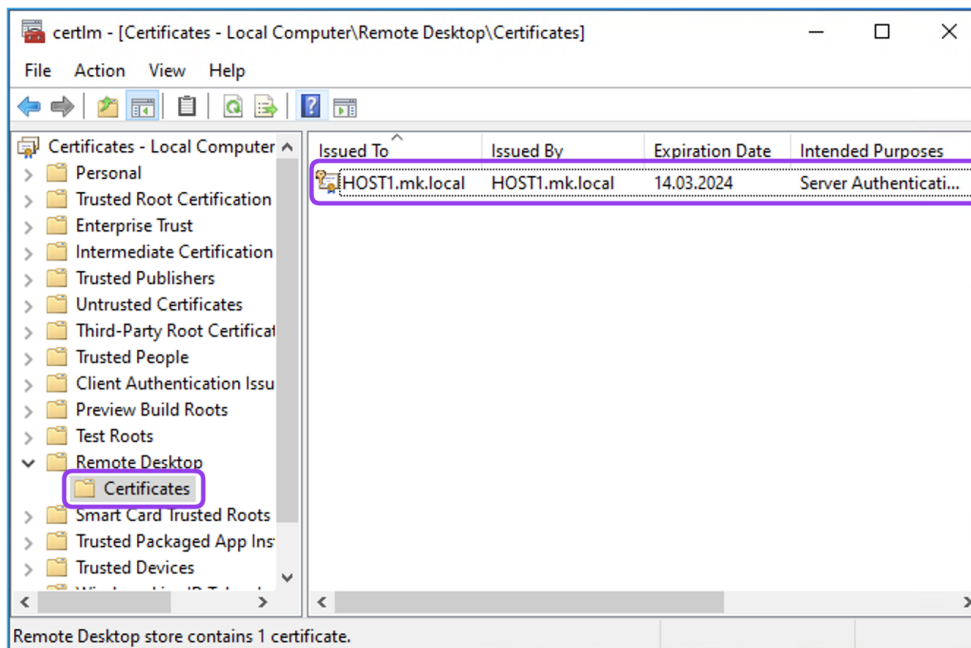 certlm - [Certificates - Local Computer\Remote Desktop\Certificates]
File Action View Help
Certificates - Local Computer
Personal
Trusted Root Certification
Enterprise Trust
Intermediate Certification
Trusted Publishers
Untrusted Certificates
Third-Party Root Certificat
Trusted People
Client Authentication Issu
Preview Build Roots
Test Roots
Remote Desktop
Certificates
Smart Card Trusted Roots
Trusted Packaged App Ins
Trusted Devices
Issued To Issued By Expiration Date Intended Purposes
HOST1.mk.local HOST1.mk.local 14.03.2024 Server Authenticati...
Remote Desktop store contains 1 certificate.